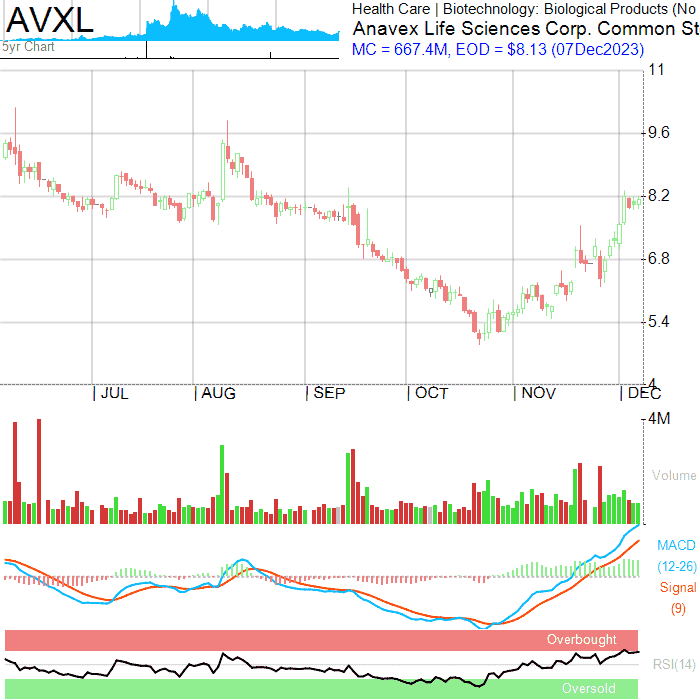 AVXL
5yr Chart
Health Care | Biotechnology: Biological Products (No
Anavex Life Sciences Corp. Common St
MC = 667.4M, EOD = $8.13 (07Dec2023)
11
9.6
8.2
6.8
5.4
4
| JUL | AUG | SEP | OCT | NOV | DEC
4M
Volume
MACD
(12-26)
Signal
(9)
Overbought
RSI(14)
Oversold